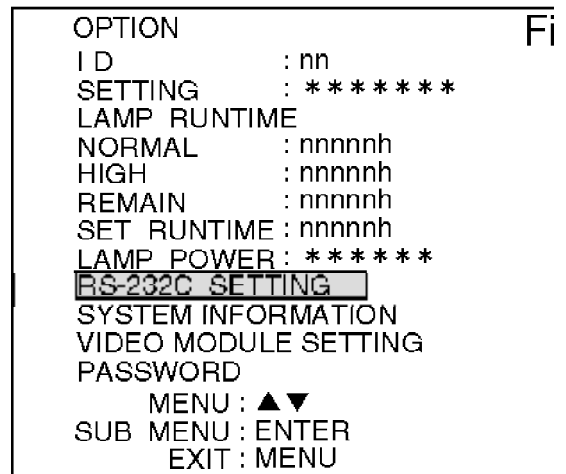 OPTION
Fi
ID : nn
SETTING : *******
LAMP RUNTIME
NORMAL : nnnnnh
HIGH : nnnnnh
REMAIN : nnnnnh
SET RUNTIME : nnnnnh
LAMP POWER : ******
RS-232C SETTING
SYSTEM INFORMATION
VIDEO MODULE SETTING
PASSWORD
MENU : ▲▼
SUB MENU : ENTER
EXIT : MENU